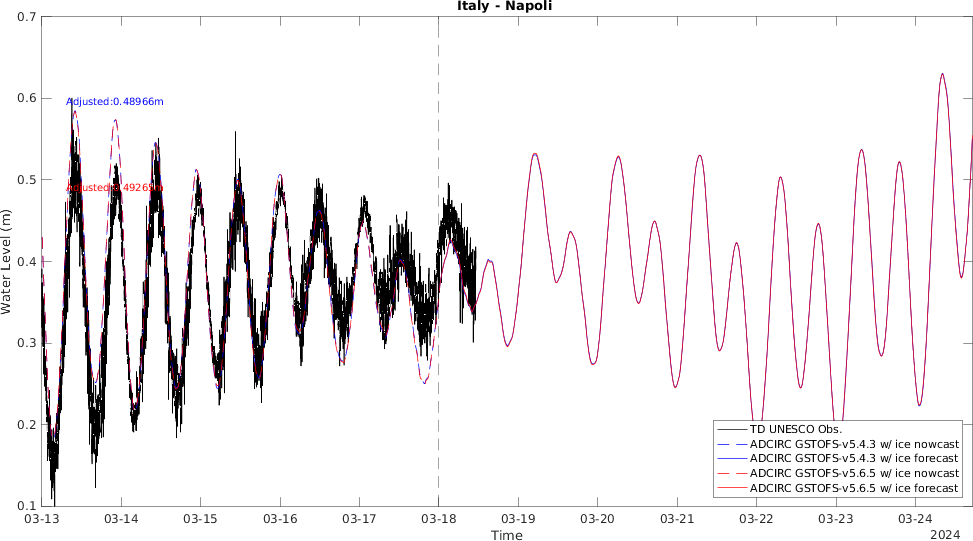 Italy - Napoli
0.7
0.6
0.5
0.4
0.3
0.2
0.1
Water Level (m)
Adjusted:0.48966m
Adjusted:0.49265m
TD UNESCO Obs.
ADCIRC GSTOFS-v5.4.3 w/ ice nowcast
ADCIRC GSTOFS-v5.4.3 w/ ice forecast
ADCIRC GSTOFS-v5.6.5 w/ ice nowcast
ADCIRC GSTOFS-v5.6.5 w/ ice forecast
03-13 03-14 03-15 03-16 03-17 03-18 03-19 03-20 03-21 03-22 03-23 03-24
Time
2024